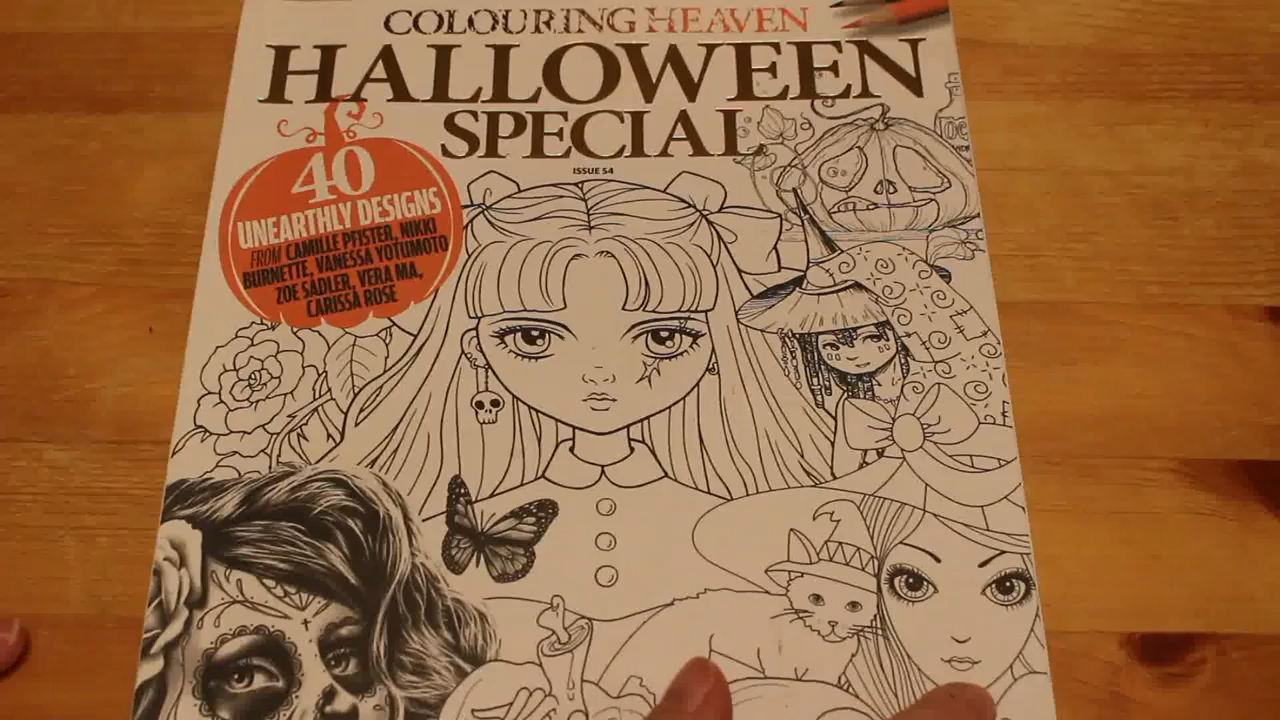 COLOURING HEAVEN
HALLOWEEN
SPECIAL
ISSUE 54
40
UNEARTHLY DESIGNS
FROM CAMILLE PFISTER, NIKKI
BURNETTE, VANESSA YOTUMOTO
ZOE SADLER, VERA MA,
CARISSA ROSE